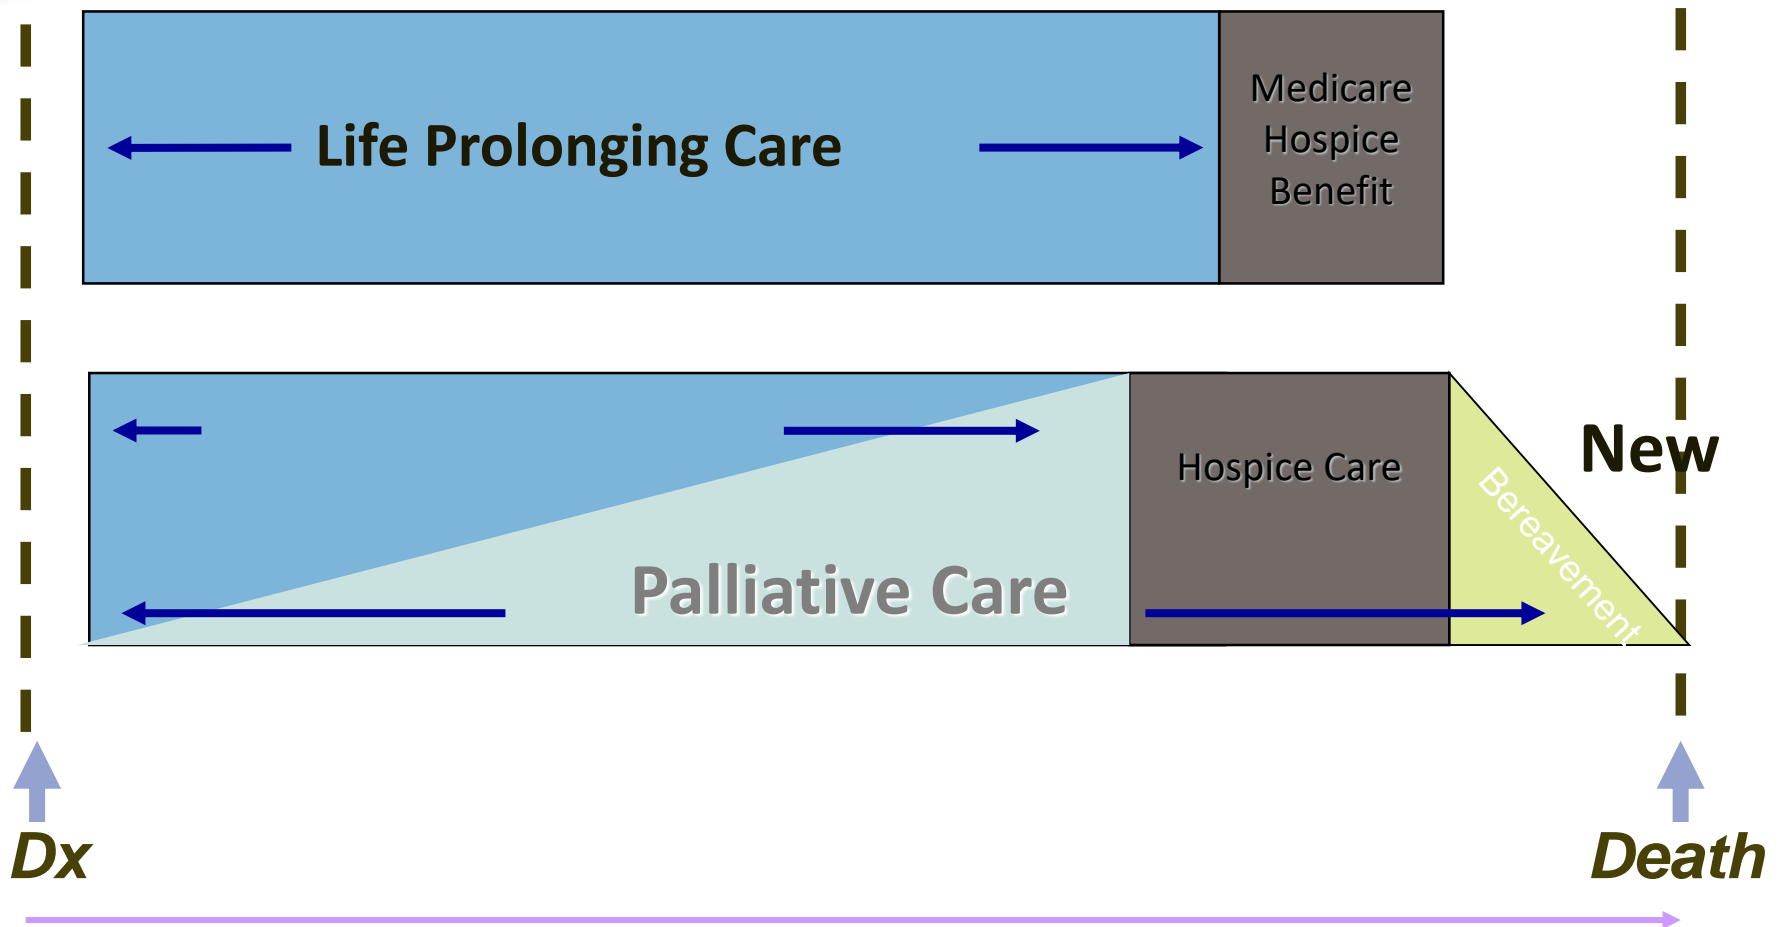 Life Prolonging Care
Medicare
Hospice
Benefit
New
Hospice Care
Bereavement
Palliative Care
Dx
Death